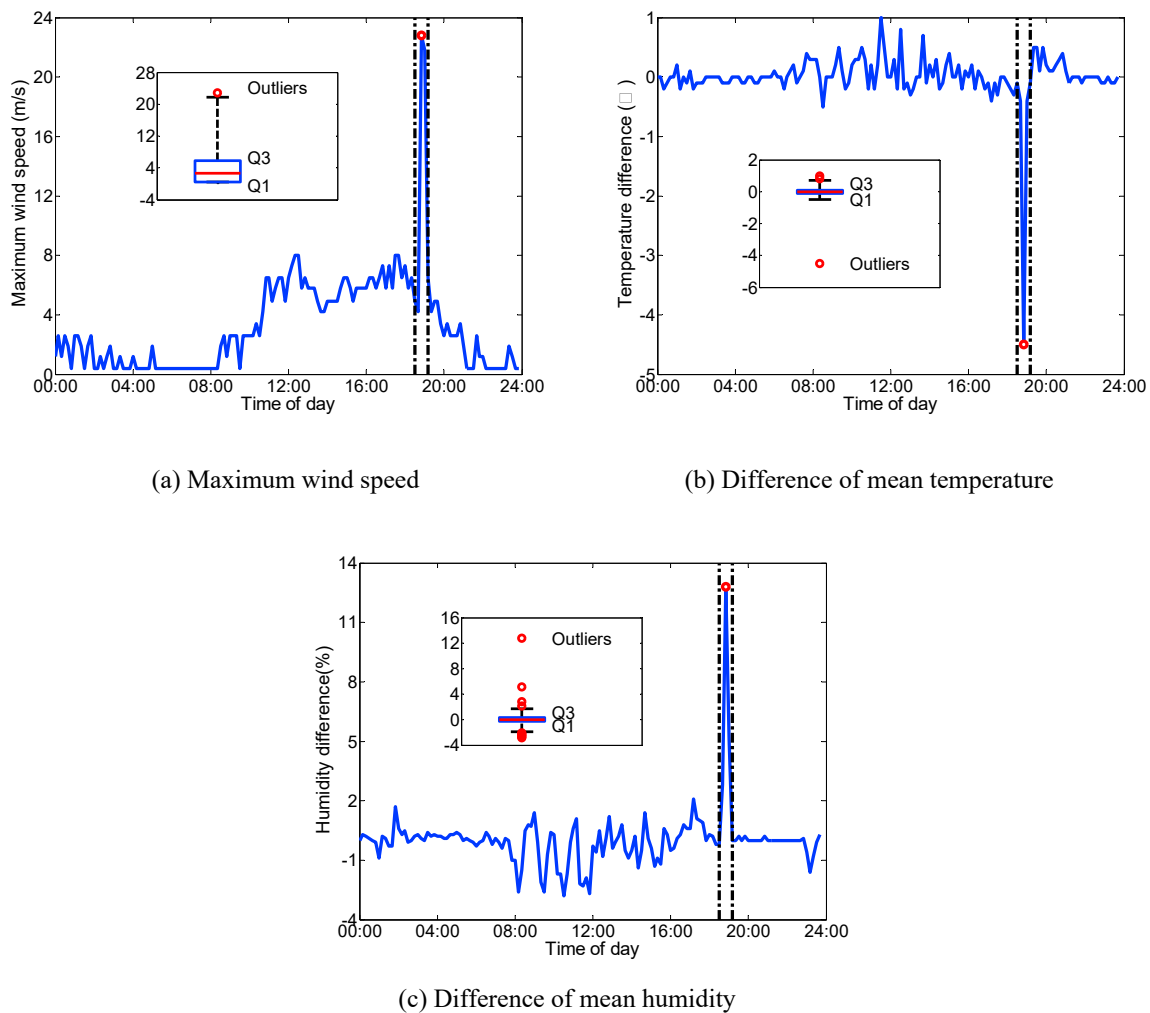 24
20
16
12
8
4
0
Maximum wind speed (m/s)
28
20
12
4
-4
Outliers
Q3
Q1
00:00 04:00 08:00 12:00 16:00 20:00 24:00
Time of day
(a) Maximum wind speed
1
0
-1
-2
-3
-4
-5
Temperature difference (□)
2
0
-2
-4
-6
Q3
Q1
Outliers
00:00 04:00 08:00 12:00 16:00 20:00 24:00
Time of day
(b) Difference of mean temperature
14
11
8
5
2
-1
-4
Humidity difference(%)
16
12
8
4
0
-4
Outliers
Q3
Q1
00:00 04:00 08:00 12:00 16:00 20:00 24:00
Time of day
(c) Difference of mean humidity